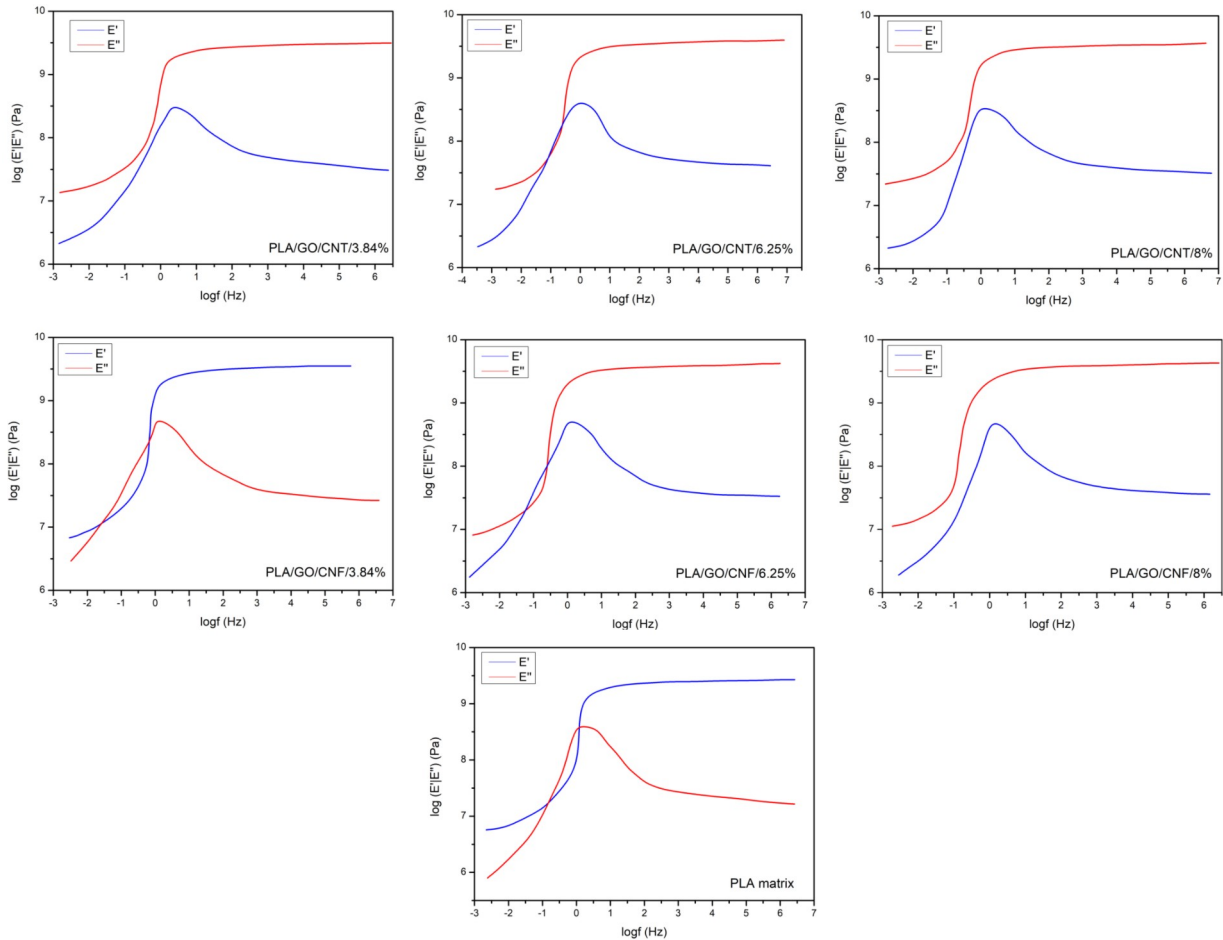 10
9
8
7
6
log (E'|E") (Pa)
E'
E"
PLA/GO/CNT/3.84%
-3 -2 -1 0 1 2 3 4 5 6
logf (Hz)
10
9
8
7
6
log (E'|E") (Pa)
E'
E"
PLA/GO/CNT/6.25%
-4 -3 -2 -1 0 1 2 3 4 5 6 7 8
logf (Hz)
10
9
8
7
6
log (E'|E") (Pa)
E'
E"
PLA/GO/CNT/8%
-3 -2 -1 0 1 2 3 4 5 6 7
logf (Hz)
10
9
8
7
6
log (E'|E") (Pa)
E'
E"
PLA/GO/CNF/3.84%
-3 -2 -1 0 1 2 3 4 5 6 7
logf (Hz)
10
9
8
7
6
log (E'|E") (Pa)
E'
E"
PLA/GO/CNF/6.25%
-3 -2 -1 0 1 2 3 4 5 6 7
logf (Hz)
10
9
8
7
6
log (E'|E") (Pa)
E'
E"
PLA/GO/CNF/8%
-3 -2 -1 0 1 2 3 4 5 6
logf (Hz)
10
9
8
7
6
log (E'|E") (Pa)
E'
E"
PLA matrix
-3 -2 -1 0 1 2 3 4 5 6 7
logf (Hz)